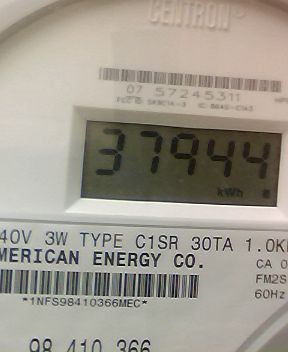 CENTRON
07 57245311
37944
kWh
40V 3W TYPE C1SR 30TA 1.0K
MERICAN ENERGY CO.
CA 0
FM2S
60Hz
*1NFS98410366MEC*
98 410 366